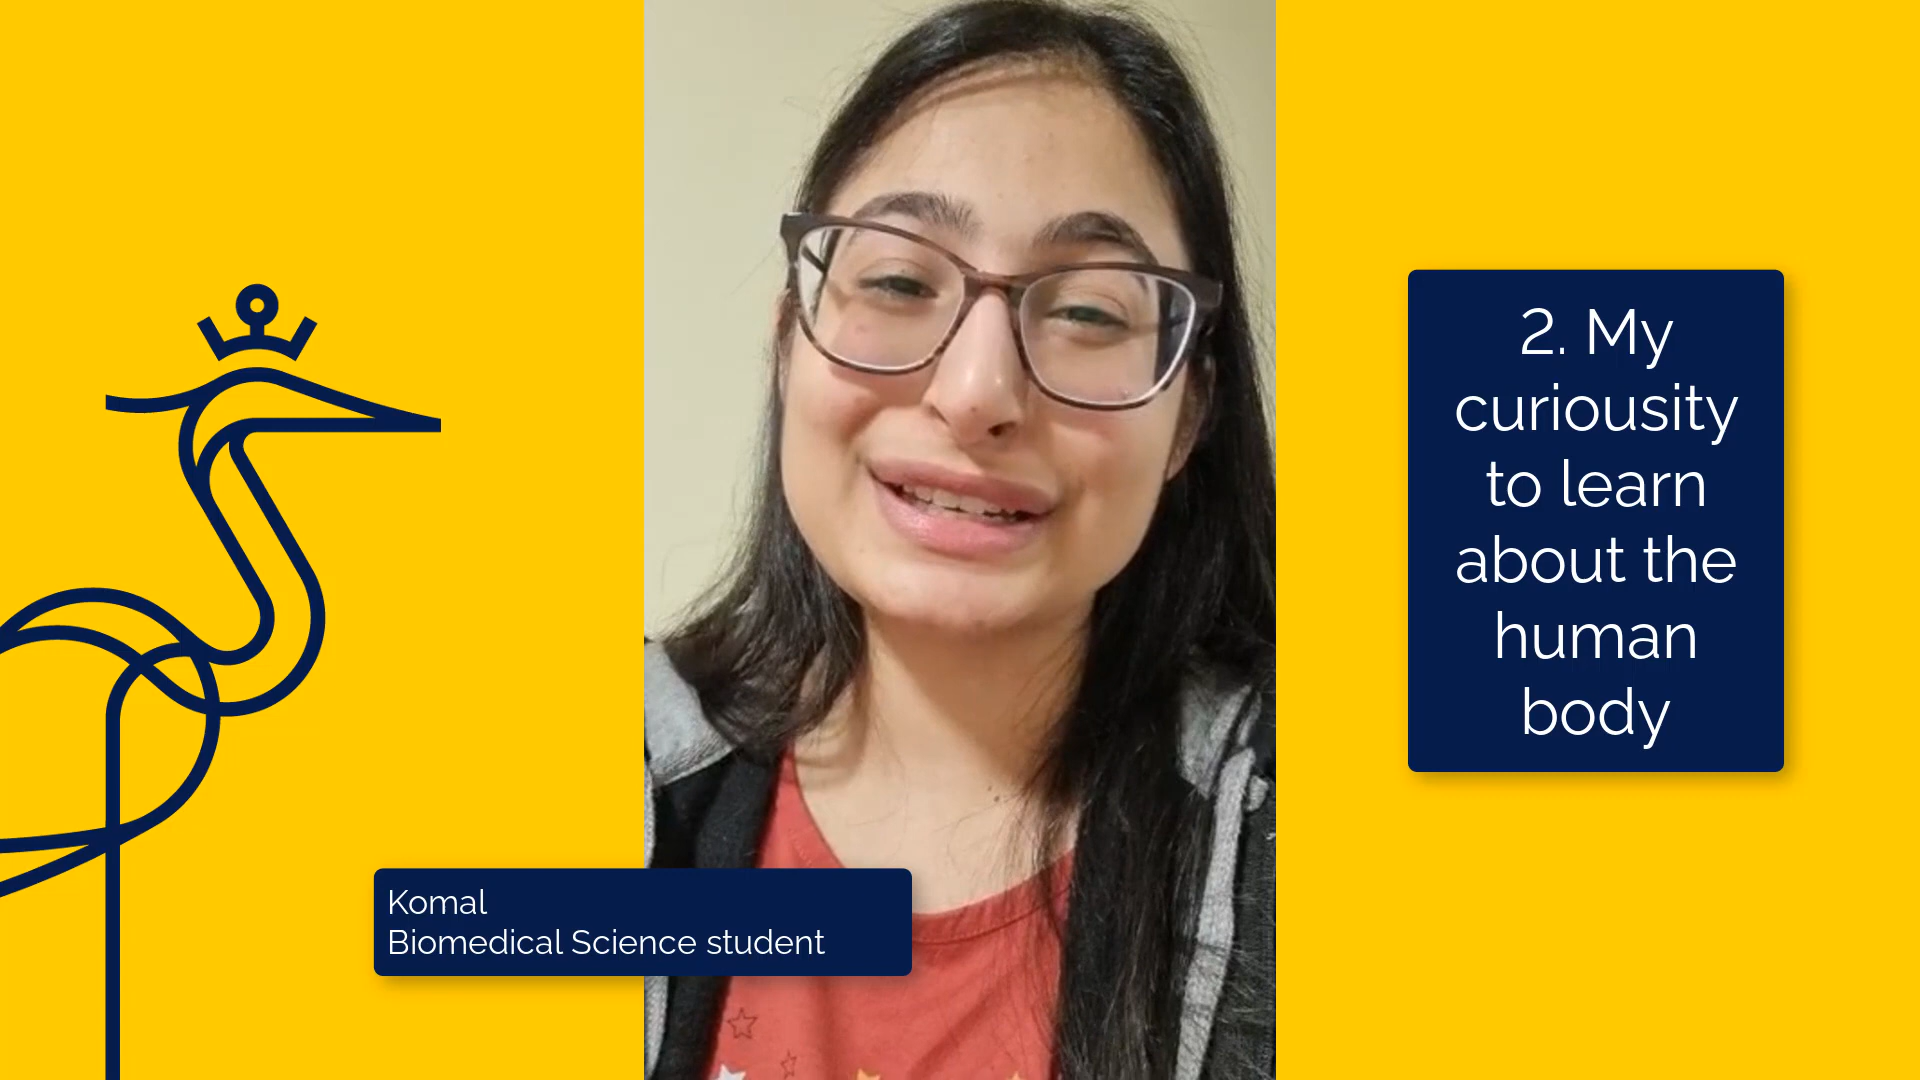 2. My
curiousity
to learn
about the
human
body
Komal
Biomedical Science student